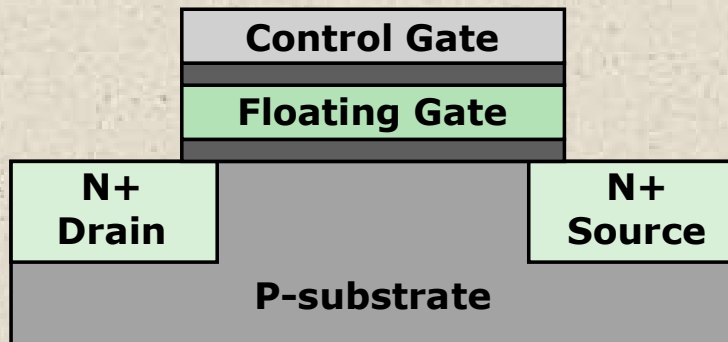 Control Gate
Floating Gate
N+
Drain
N+
Source
P-substrate